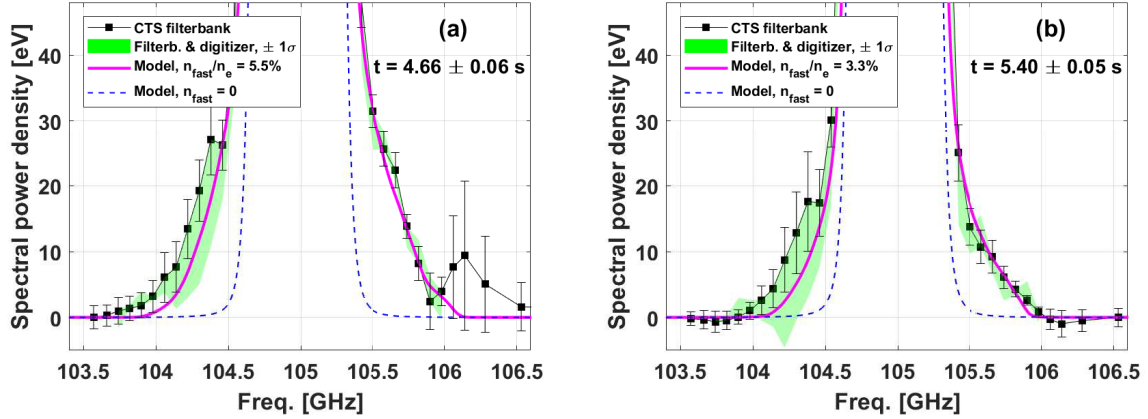 CTS filterbank
Filterb. & digitizer, ± 1σ
Model, n_fast/n_e = 5.5%
Model, n_fast = 0
(a)
t = 4.66 ± 0.06 s
Spectral power density [eV]
40
30
20
10
0
103.5 104 104.5 105 105.5 106 106.5
Freq. [GHz]
CTS filterbank
Filterb. & digitizer, ± 1σ
Model, n_fast/n_e = 3.3%
Model, n_fast = 0
(b)
t = 5.40 ± 0.05 s
Spectral power density [eV]
40
30
20
10
0
103.5 104 104.5 105 105.5 106 106.5
Freq. [GHz]